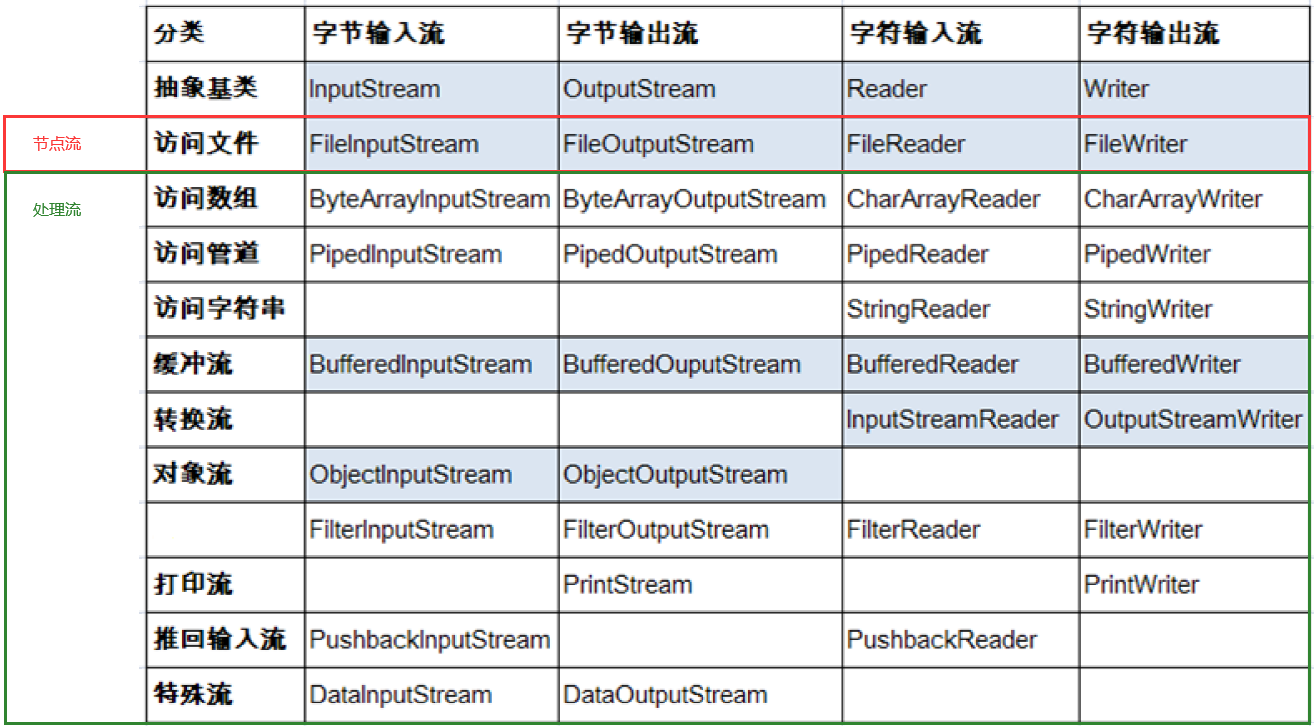 分类 字节输入流 字节输出流 字符输入流 字符输出流
抽象基类 InputStream OutputStream Reader Writer
节点流 访问文件 FileInputStream FileOutputStream FileReader FileWriter
处理流 访问数组 ByteArrayInputStream ByteArrayOutputStream CharArrayReader CharArrayWriter
访问管道 PipedInputStream PipedOutputStream PipedReader PipedWriter
访问字符串 StringReader StringWriter
缓冲流 BufferedInputStream BufferedOuputStream BufferedReader BufferedWriter
转换流 InputStreamReader OutputStreamWriter
对象流 ObjectInputStream ObjectOutputStream
FilterInputStream FilterOutputStream FilterReader FilterWriter
打印流 PrintStream PrintWriter
推回输入流 PushbackInputStream PushbackReader
特殊流 DataInputStream DataOutputStream